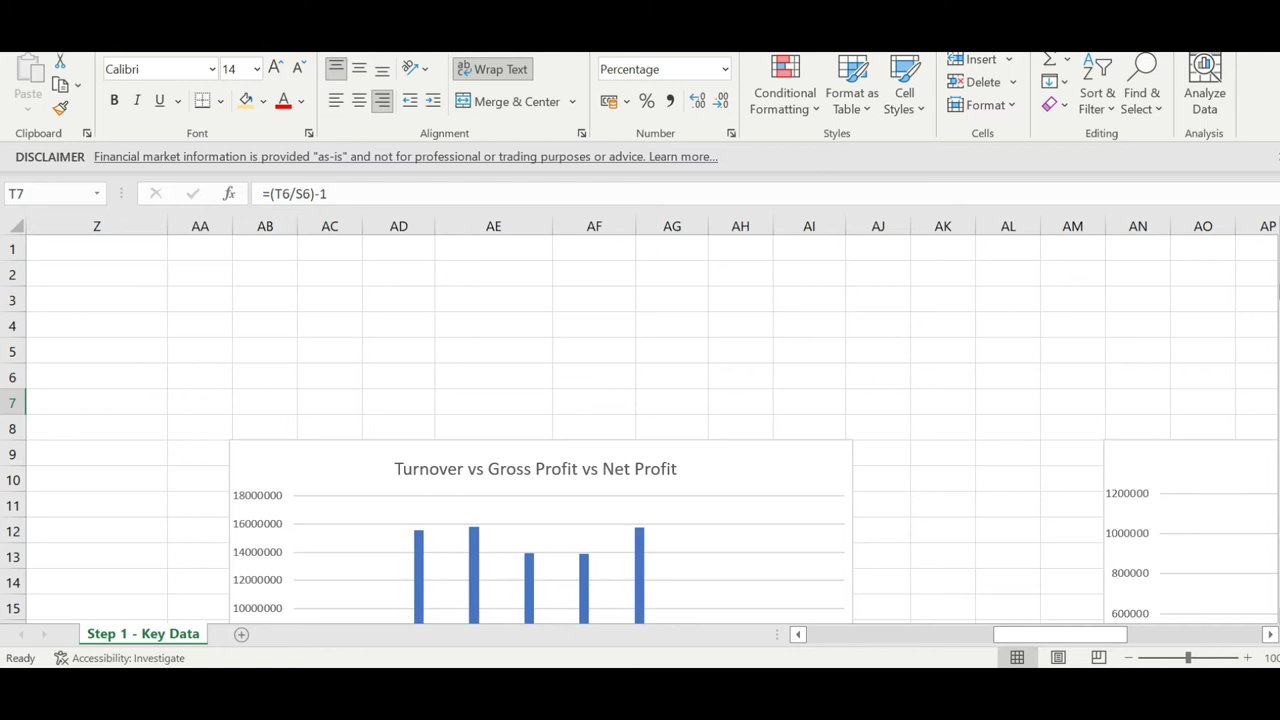 Calibri 14 Wrap Text Percentage Insert
Paste B I U Merge & Center % Conditional Formatting Format as Table Cell Styles Delete Format Sort & Filter Find & Select Analyze Data
Clipboard Font Alignment Number Styles Cells Editing Analysis
DISCLAIMER Financial market information is provided "as-is" and not for professional or trading purposes or advice. Learn more...
T7 fx =(T6/S6)-1
Z AA AB AC AD AE AF AG AH AI AJ AK AL AM AN AO AP
1
2
3
4
5
6
7
8
9
Turnover vs Gross Profit vs Net Profit
10
18000000 1200000
11
16000000
12
1000000
13
14000000
800000
14
12000000
15
10000000 600000
Step 1 - Key Data
Ready Accessibility: Investigate 100